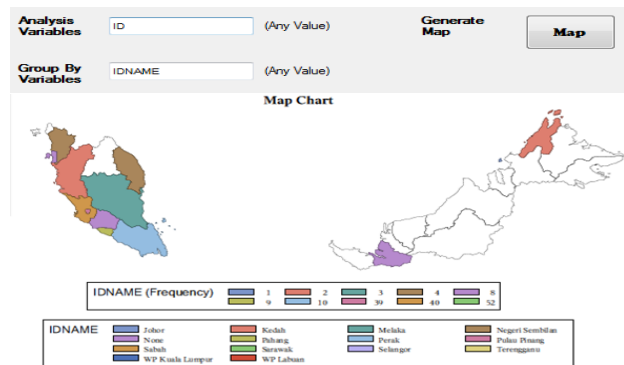 Analysis Variables ID (Any Value) Generate Map Map
Group By Variables IDNAME (Any Value)
Map Chart
IDNAME (Frequency) 1 2 3 4 8
9 10 39 40 52
IDNAME Johor Kedah Melaka Negeri Sembilan
None Pahang Perak Pulau Pinang
Sabah Sarawak Selangor Terengganu
WP Kuala Lumpur WP Labuan